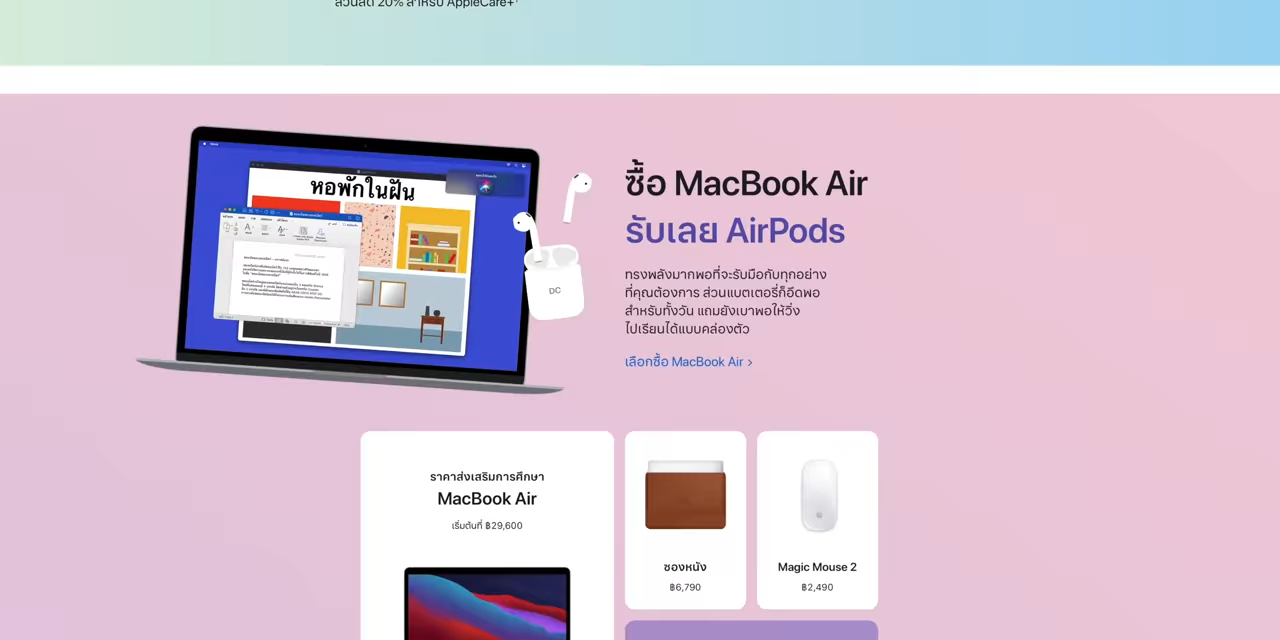 ส่วนลด 20% สำหรับ AppleCare+
หอพักในฝัน
DC
ซื้อ MacBook Air
รับเลย AirPods
ทรงพลังมากพอที่จะรับมือกับทุกอย่าง
ที่คุณต้องการ ส่วนแบตเตอรี่ก็อึดพอ
สำหรับทั้งวัน แถมยังเบาพอให้วิ่ง
ไปเรียนได้แบบคล่องตัว
เลือกซื้อ MacBook Air >
ราคาส่งเสริมการศึกษา
MacBook Air
เริ่มต้นที่ ฿29,600
ซองหนัง
฿6,790
Magic Mouse 2
฿2,490